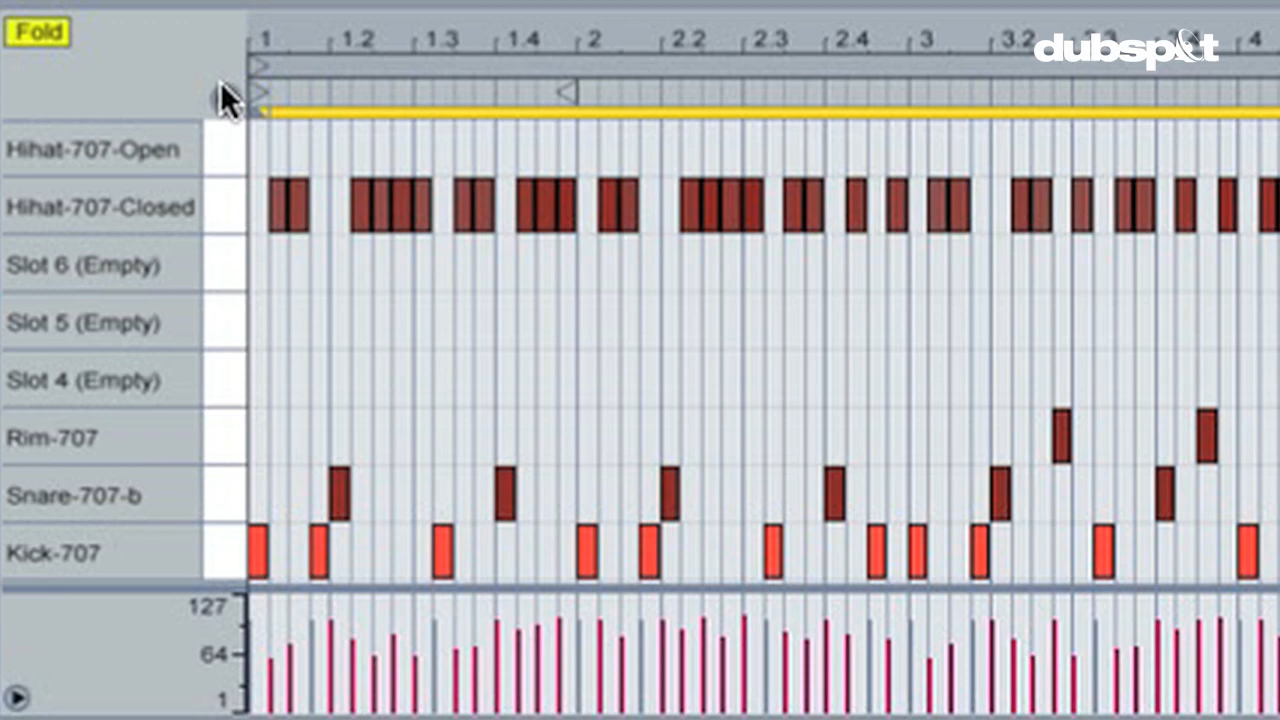 Fold
1 1.2 1.3 1.4 2 2.2 2.3 2.4 3 3.2 4
dubspot
Hihat-707-Open
Hihat-707-Closed
Slot 6 (Empty)
Slot 5 (Empty)
Slot 4 (Empty)
Rim-707
Snare-707-b
Kick-707
127
64
1